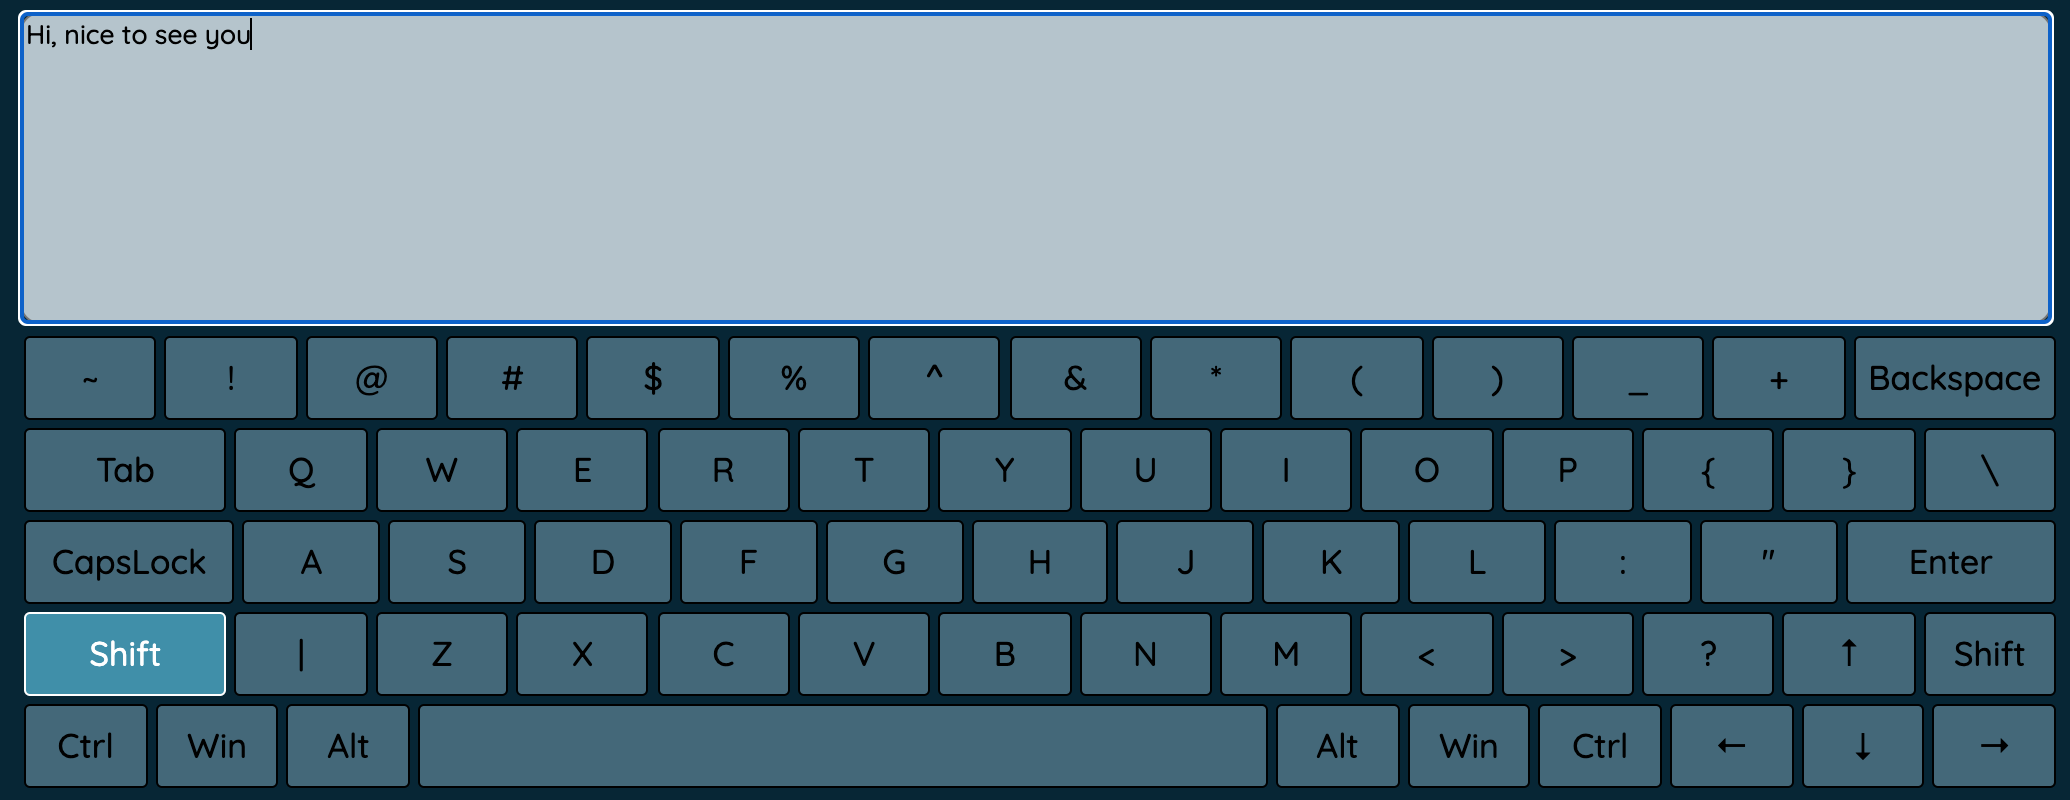 Hi, nice to see you
~ ! @ # $ % ^ & * ( ) _ + Backspace
Tab Q W E R T Y U I O P { } \
CapsLock A S D F G H J K L : " Enter
Shift | Z X C V B N M < > ? ↑ Shift
Ctrl Win Alt Alt Win Ctrl ← ↓ →